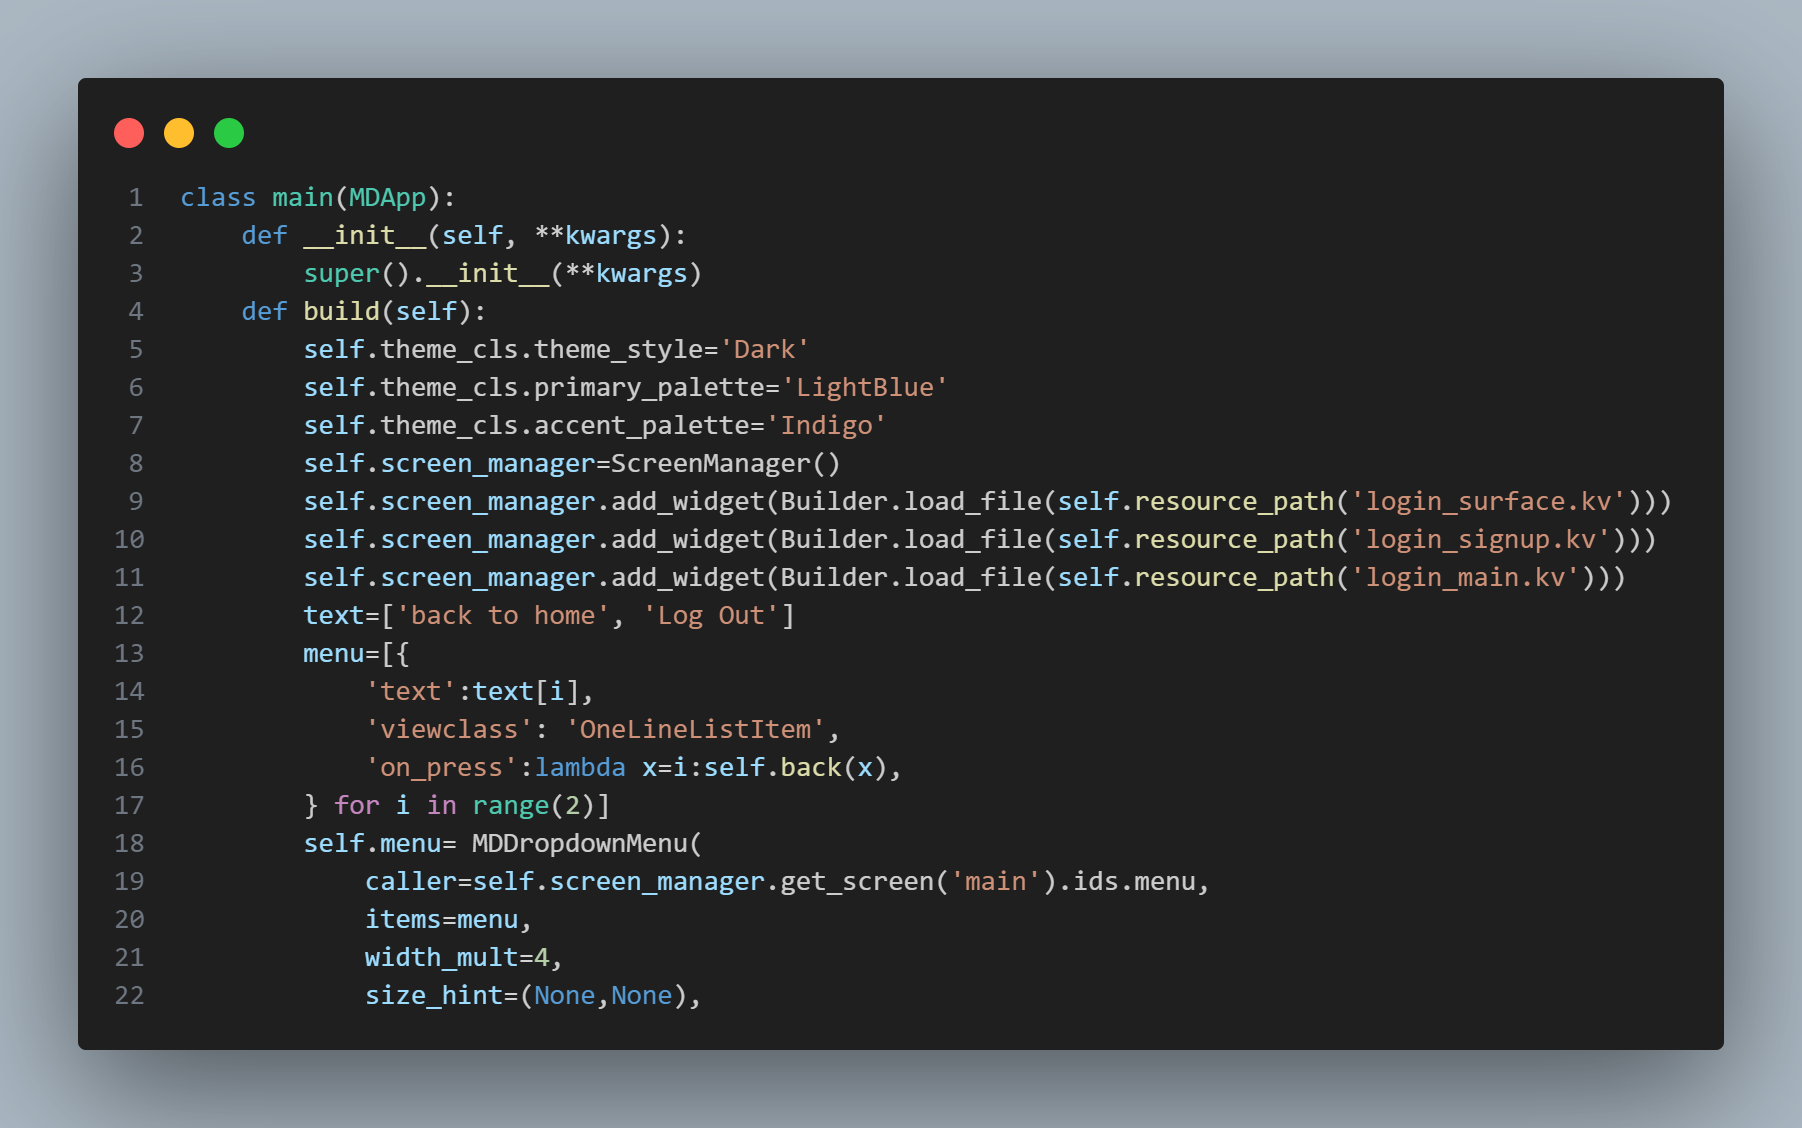 1 class main(MDApp):
2     def __init__(self, **kwargs):
3         super().__init__(**kwargs)
4     def build(self):
5         self.theme_cls.theme_style='Dark'
6         self.theme_cls.primary_palette='LightBlue'
7         self.theme_cls.accent_palette='Indigo'
8         self.screen_manager=ScreenManager()
9         self.screen_manager.add_widget(Builder.load_file(self.resource_path('login_surface.kv')))
10         self.screen_manager.add_widget(Builder.load_file(self.resource_path('login_signup.kv')))
11         self.screen_manager.add_widget(Builder.load_file(self.resource_path('login_main.kv')))
12         text=['back to home', 'Log Out']
13         menu=[{
14             'text':text[i],
15             'viewclass': 'OneLineListItem',
16             'on_press':lambda x=i:self.back(x),
17         } for i in range(2)]
18         self.menu= MDDropdownMenu(
19             caller=self.screen_manager.get_screen('main').ids.menu,
20             items=menu,
21             width_mult=4,
22             size_hint=(None,None),